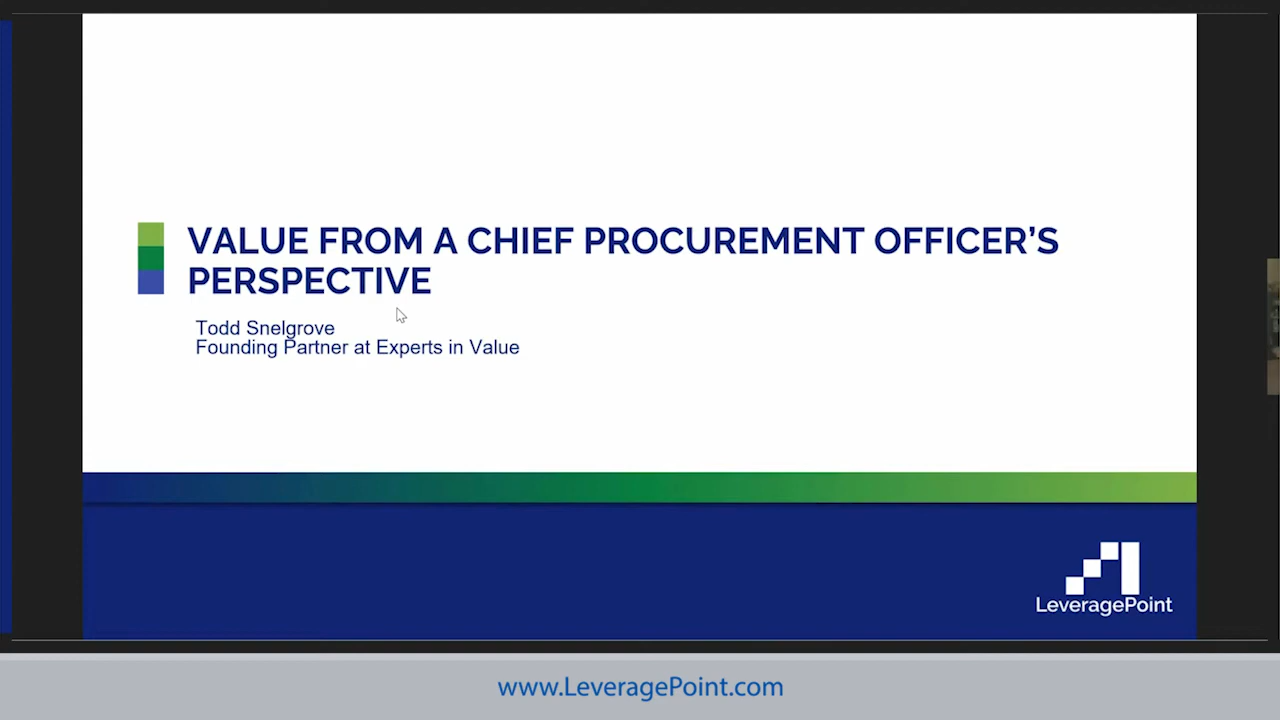 VALUE FROM A CHIEF PROCUREMENT OFFICER'S
PERSPECTIVE
Todd Snelgrove
Founding Partner at Experts in Value
LeveragePoint
www.LeveragePoint.com